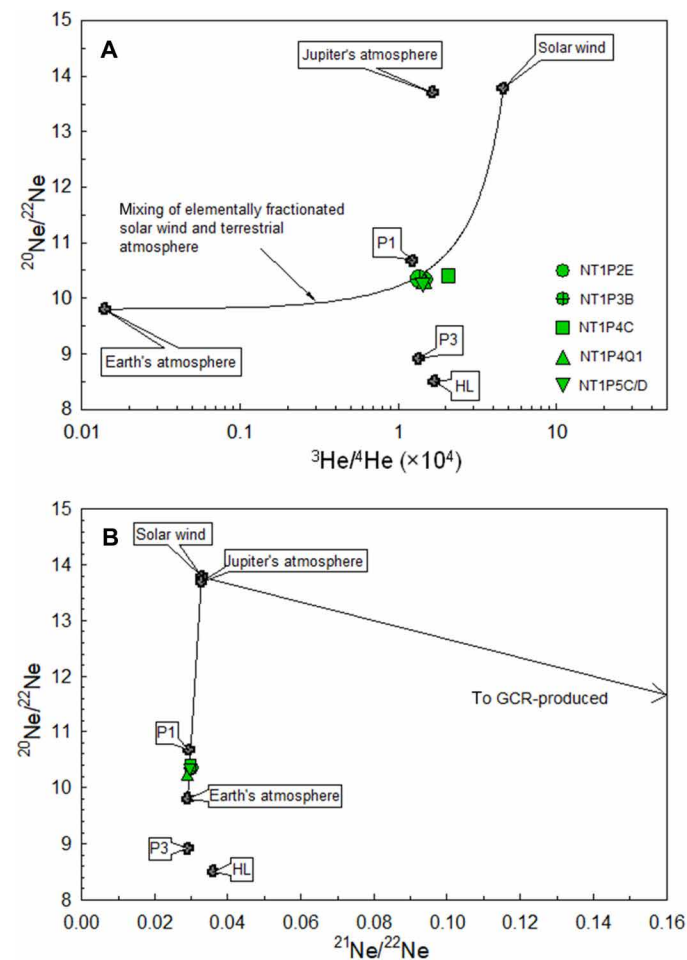 A
Jupiter's atmosphere
Solar wind
Mixing of elementally fractionated
solar wind and terrestrial
atmosphere
P1
P3
HL
Earth's atmosphere
NT1P2E
NT1P3B
NT1P4C
NT1P4Q1
NT1P5C/D
²⁰Ne/²²Ne
15
14
13
12
11
10
9
8
0.01 0.1 1 10
³He/⁴He (×10⁴)
B
Solar wind
Jupiter's atmosphere
To GCR-produced
P1
Earth's atmosphere
P3
HL
²⁰Ne/²²Ne
15
14
13
12
11
10
9
8
0.00 0.02 0.04 0.06 0.08 0.10 0.12 0.14 0.16
²¹Ne/²²Ne